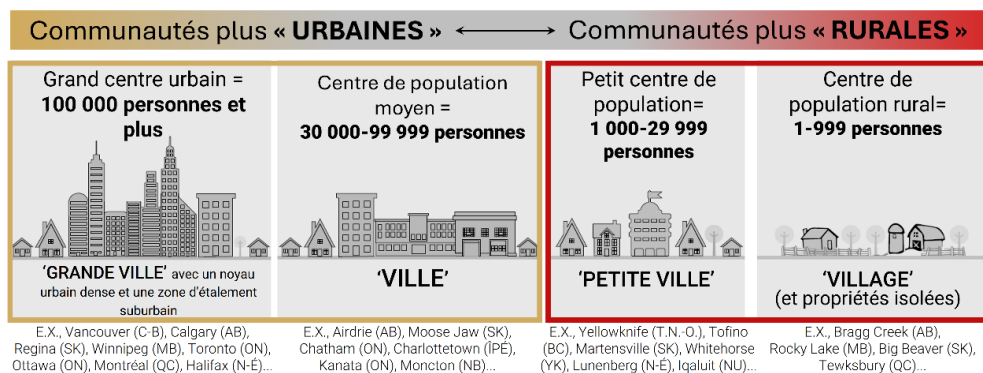 Communautés plus « URBAINES »
Communautés plus « RURALES »
Grand centre urbain =
100 000 personnes et
plus
'GRANDE VILLE' avec un noyau
urbain dense et une zone d'étalement
suburbain
E.X., Vancouver (C-B), Calgary (AB),
Regina (SK), Winnipeg (MB), Toronto (ON),
Ottawa (ON), Montréal (QC), Halifax (N-É)...
Centre de population
moyen =
30 000-99 999 personnes
'VILLE'
E.X., Airdrie (AB), Moose Jaw (SK),
Chatham (ON), Charlottetown (ÎPÉ),
Kanata (ON), Moncton (NB)...
Petit centre de
population=
1 000-29 999
personnes
'PETITE VILLE'
E.X., Yellowknife (T.N.-O.), Tofino
(BC), Martensville (SK), Whitehorse
(YK), Lunenberg (N-É), Iqaluit (NU)...
Centre de
population rural=
1-999 personnes
'VILLAGE'
(et propriétés isolées)
E.X., Bragg Creek (AB),
Rocky Lake (MB), Big Beaver (SK),
Tewksbury (QC)...